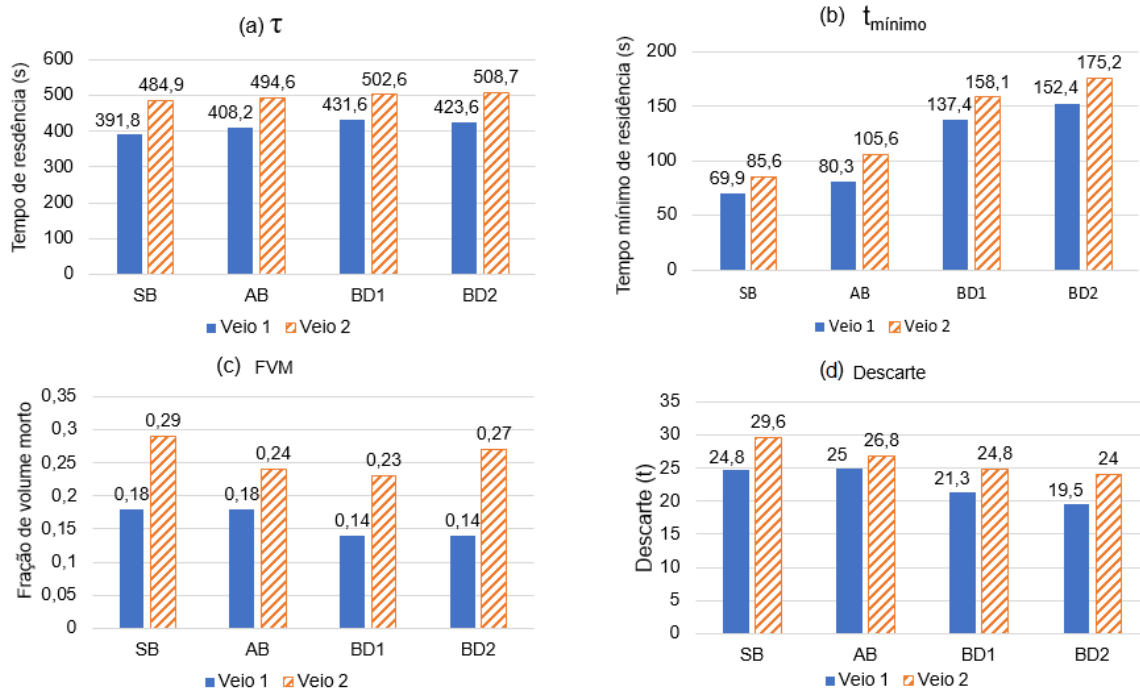 (a) τ
Tempo de resdência (s)
600
500
400
300
200
100
0
391,8
484,9
408,2
494,6
431,6
502,6
423,6
508,7
SB
AB
BD1
BD2
Veio 1
Veio 2
(b) tmínimo
Tempo mínimo de residência (s)
200
150
100
50
0
69,9
85,6
80,3
105,6
137,4
158,1
152,4
175,2
SB
AB
BD1
BD2
Veio 1
Veio 2
(c) FVM
Fração de volume morto
0,35
0,3
0,25
0,2
0,15
0,1
0,05
0
0,18
0,29
0,18
0,24
0,14
0,23
0,14
0,27
SB
AB
BD1
BD2
Veio 1
Veio 2
(d) Descarte
Descarte (t)
35
30
25
20
15
10
5
0
24,8
29,6
25
26,8
21,3
24,8
19,5
24
SB
AB
BD1
BD2
Veio 1
Veio 2